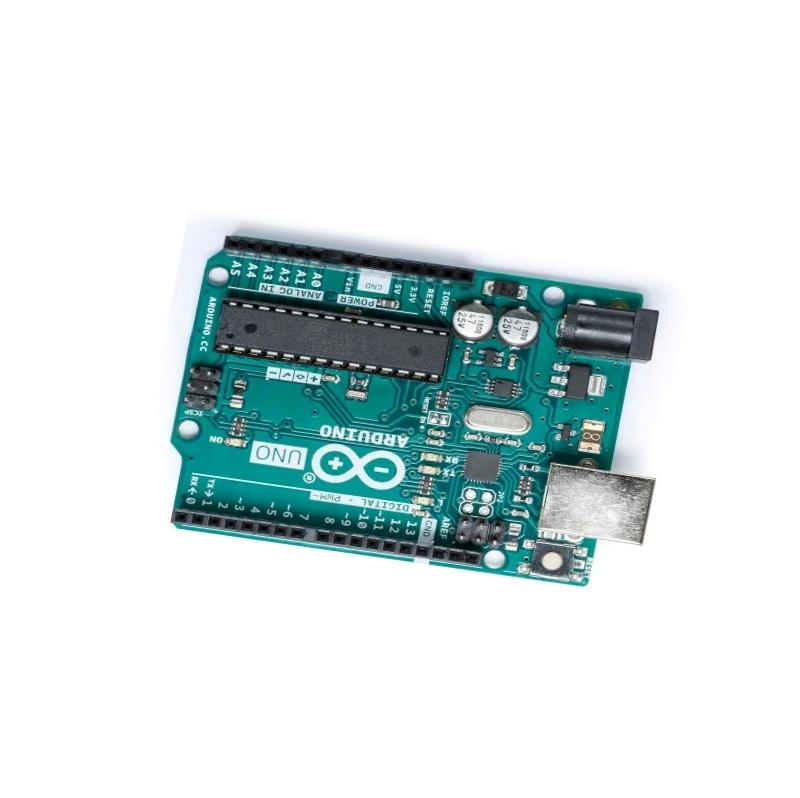 A5
A4
A3
A2
A1
A0
Vin
GND
5V
3.3V
RESET
IOREF
ANALOG IN
POWER
ARDUINO.CC
47
25V
47
25V
ICSP
ON
ARDUINO
UNO
®
RX
TX
L
DIGITAL - PWM~
RX←0
TX→1
2
~3
4
~5
~6
7
8
~9
~10
~11
12
13
GND
AREF